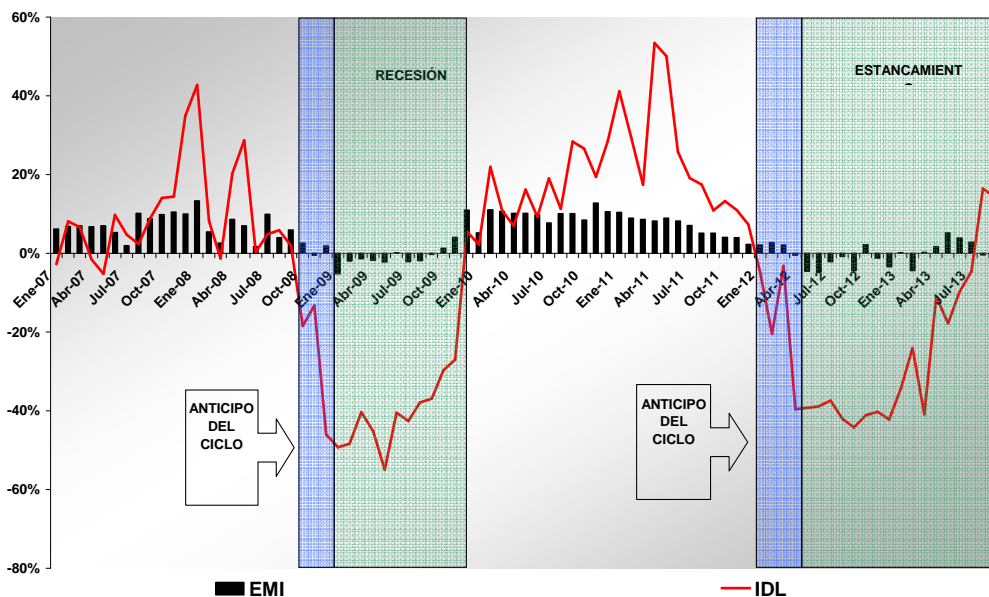 60%
40%
20%
0%
-20%
-40%
-60%
-80%
RECESIÓN
ESTANCAMIENT
Ene-07
Abr-07
Jul-07
Oct-07
Ene-08
Abr-08
Jul-08
Oct-08
Ene-09
Abr-09
Jul-09
Oct-09
Ene-10
Abr-10
Jul-10
Oct-10
Ene-11
Abr-11
Jul-11
Oct-11
Ene-12
Abr-12
Jul-12
Oct-12
Ene-13
Abr-13
Jul-13
ANTICIPO
DEL
CICLO
ANTICIPO
DEL
CICLO
EMI
IDL